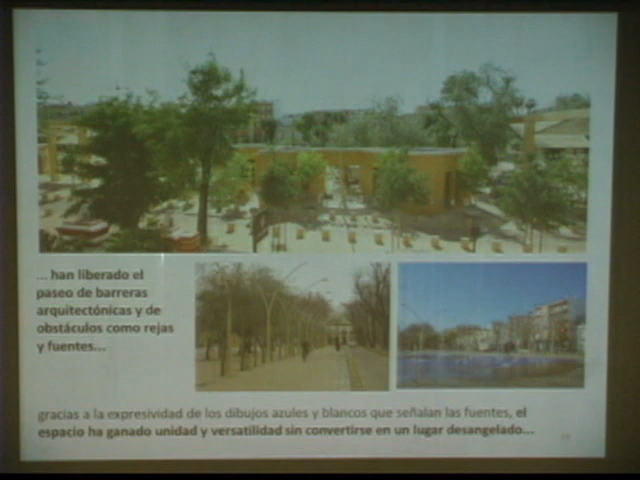 ... han liberado el
paseo de barreras
arquitectónicas y de
obstáculos como rejas
y fuentes...
gracias a la expresividad de los dibujos azules y blancos que señalan las fuentes, el
espacio ha ganado unidad y versatilidad sin convertirse en un lugar desangelado...